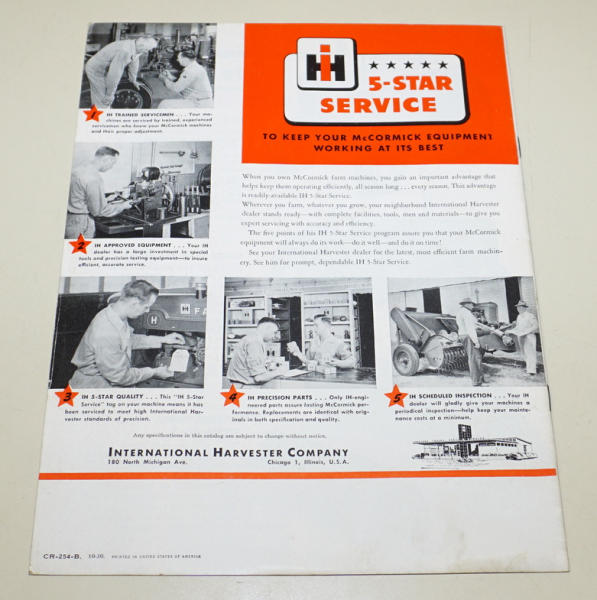 IH
★★★★★
5-STAR
SERVICE
TO KEEP YOUR McCORMICK EQUIPMENT
WORKING AT ITS BEST
When you own McCormick farm machines, you gain an important advantage that
helps keep them operating efficiently, all season long . . . every season. This advantage
is readily available IH 5-Star Service.
Wherever you farm, whatever you grow, your neighborhood International Harvester
dealer stands ready—with complete facilities, tools, men and materials—to give you
expert servicing with accuracy and efficiency.
The five points of his IH 5-Star Service program assure you that your McCormick
equipment will always do its work—do it well—and do it on time!
See your International Harvester dealer for the latest, most efficient farm machin-
ery. See him for prompt, dependable IH 5-Star Service.
1 IH TRAINED SERVICEMEN . . . Your ma-
chines are serviced by trained, experienced
servicemen who know your McCormick machines
and their proper adjustment.
2 IH APPROVED EQUIPMENT . . . Your IH
dealer has a large investment in special
tools and precision testing equipment—to insure
efficient, accurate service.
3 IH 5-STAR QUALITY . . . This "IH 5-Star
Service" tag on your machine means it has
been serviced to meet high International Har-
vester standards of precision.
4 IH PRECISION PARTS . . . Only IH-engi-
neered parts assure lasting McCormick per-
formance. Replacements are identical with orig-
inals in both specification and quality.
5 IH SCHEDULED INSPECTION . . . Your IH
dealer will gladly give your machines a
periodical inspection—help keep your mainte-
nance costs at a minimum.
Any specifications in this catalog are subject to change without notice.
INTERNATIONAL HARVESTER COMPANY
180 North Michigan Ave. Chicago 1, Illinois, U.S.A.
CR-254-B. PRINTED IN UNITED STATES OF AMERICA